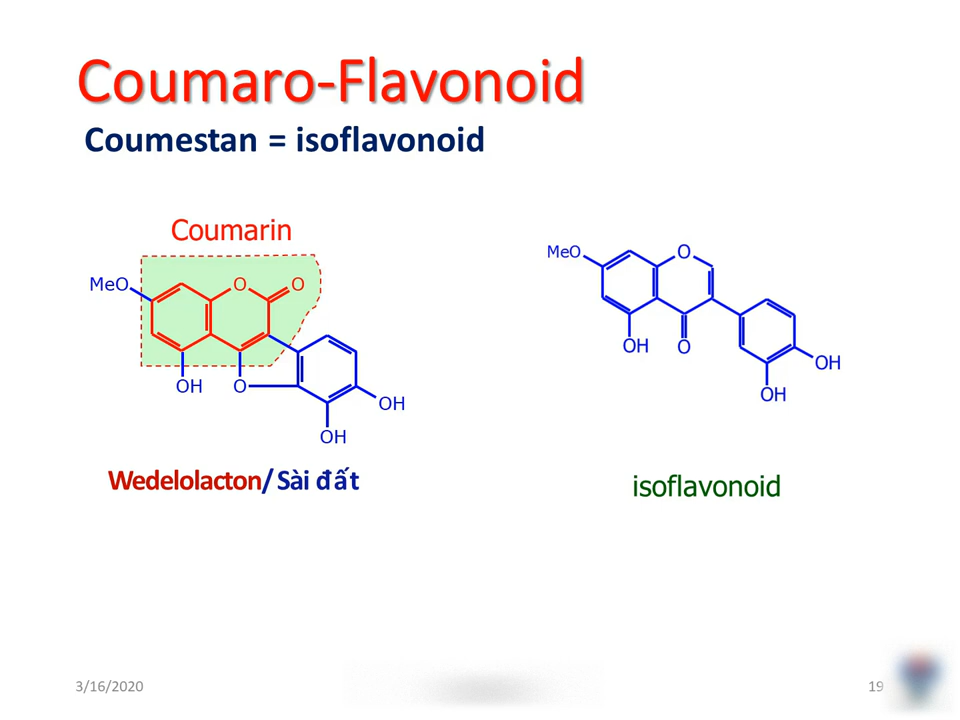 Coumaro-Flavonoid
Coumestan = isoflavonoid
Coumarin
MeO
O
O
OH
O
OH
OH
Wedelolacton/ Sài đất
MeO
O
OH
O
OH
OH
isoflavonoid
3/16/2020
19